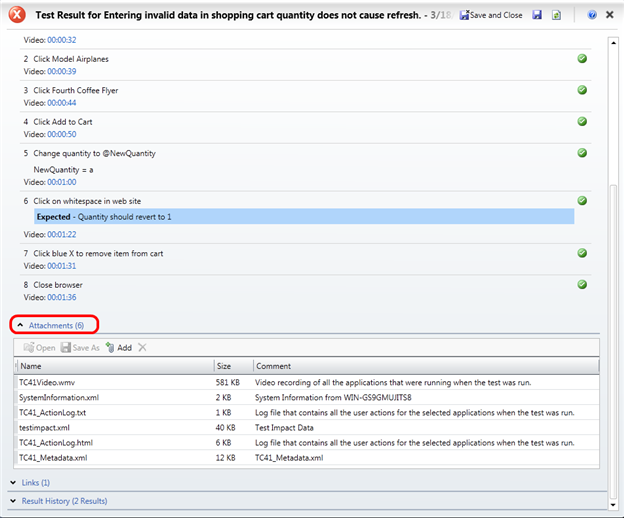 Test Result for Entering invalid data in shopping cart quantity does not cause refresh. - 3/18 Save and Close
Video: 00:00:32
2 Click Model Airplanes
Video: 00:00:39
3 Click Fourth Coffee Flyer
Video: 00:00:44
4 Click Add to Cart
Video: 00:00:50
5 Change quantity to @NewQuantity
NewQuantity = a
Video: 00:01:00
6 Click on whitespace in web site
Expected - Quantity should revert to 1
Video: 00:01:22
7 Click blue X to remove item from cart
Video: 00:01:31
8 Close browser
Video: 00:01:36
Attachments (6)
Open Save As Add
Name Size Comment
TC41Video.wmv 581 KB Video recording of all the applications that were running when the test was run.
SystemInformation.xml 2 KB System Information from WIN-GS9GMUJITS8
TC41_ActionLog.txt 1 KB Log file that contains all the user actions for the selected applications when the test was run.
testimpact.xml 40 KB Test Impact Data
TC41_ActionLog.html 6 KB Log file that contains all the user actions for the selected applications when the test was run.
TC41_Metadata.xml 12 KB TC41_Metadata.xml
Links (1)
Result History (2 Results)